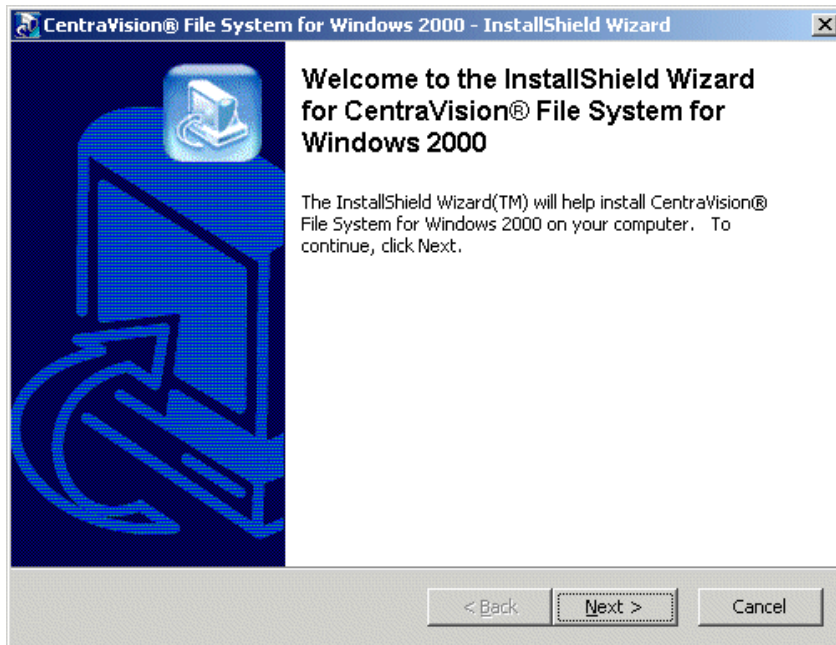 CentraVision® File System for Windows 2000 - InstallShield Wizard
Welcome to the InstallShield Wizard
for CentraVision® File System for
Windows 2000
The InstallShield Wizard(TM) will help install CentraVision®
File System for Windows 2000 on your computer. To
continue, click Next.
< Back Next > Cancel